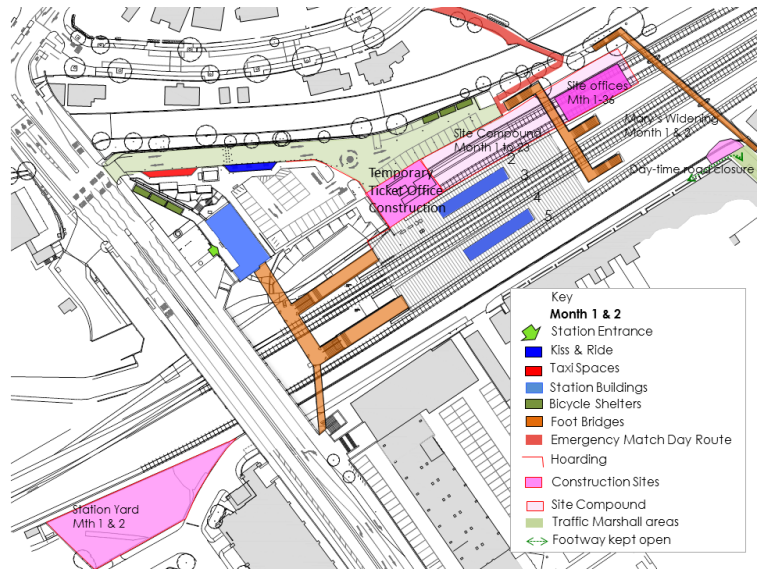 Site offices
Mth 1-36
Mary's Widening
Month 1 & 2
Site Compound
Month 1 to 23
Day-time road closure
Temporary
Ticket Office
Construction
2
3
4
5
Station Yard
Mth 1 & 2
Key
Month 1 & 2
Station Entrance
Kiss & Ride
Taxi Spaces
Station Buildings
Bicycle Shelters
Foot Bridges
Emergency Match Day Route
Hoarding
Construction Sites
Site Compound
Traffic Marshall areas
Footway kept open